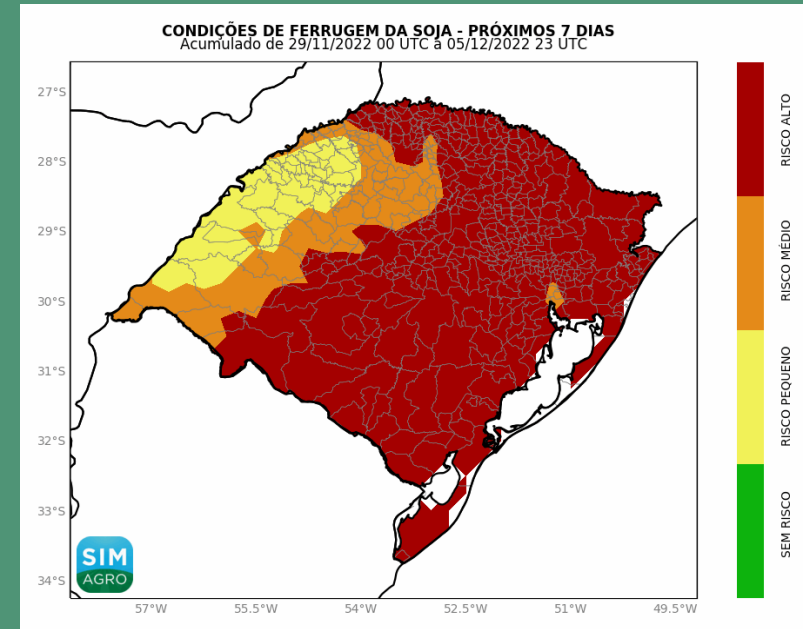 CONDIÇÕES DE FERRUGEM DA SOJA - PRÓXIMOS 7 DIAS
Acumulado de 29/11/2022 00 UTC à 05/12/2022 23 UTC
27°S
28°S
29°S
30°S
31°S
32°S
33°S
34°S
57°W
55.5°W
54°W
52.5°W
51°W
49.5°W
RISCO ALTO
RISCO MÉDIO
RISCO PEQUENO
SEM RISCO
SIM
AGRO